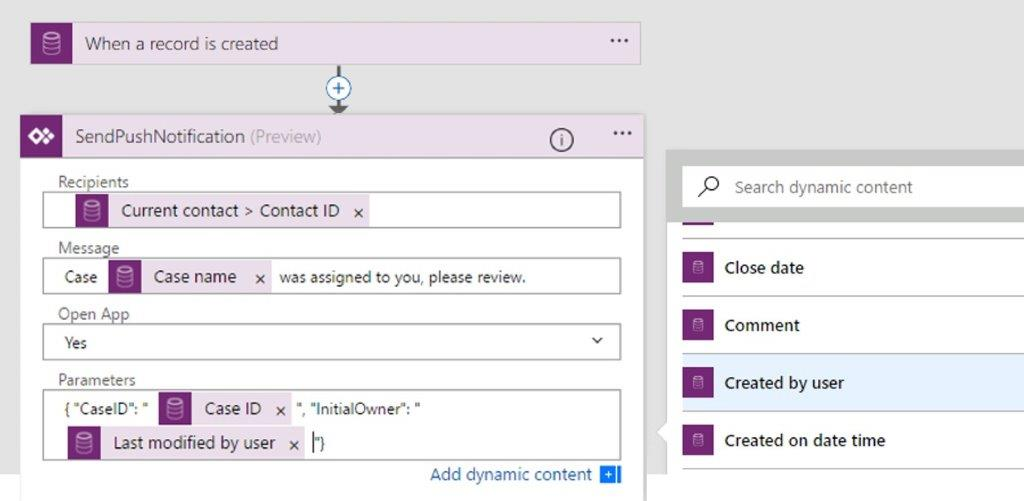 When a record is created
SendPushNotification (Preview)
Recipients
Current contact > Contact ID ×
Message
Case Case name × was assigned to you, please review.
Open App
Yes
Parameters
{ "CaseID": " Case ID × ", "InitialOwner": "
Last modified by user × "}
Add dynamic content
Search dynamic content
Close date
Comment
Created by user
Created on date time